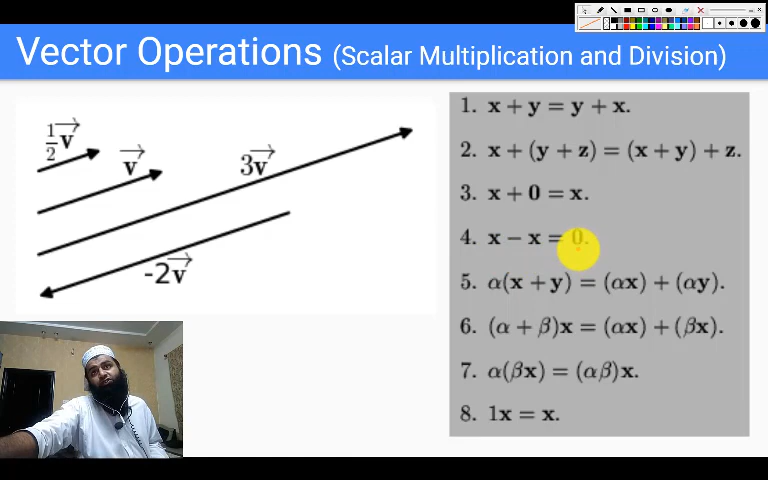 Vector Operations (Scalar Multiplication and Division)
½v⃗
v⃗
3v⃗
-2v⃗
1. x + y = y + x.
2. x + (y + z) = (x + y) + z.
3. x + 0 = x.
4. x − x = 0.
5. α(x + y) = (αx) + (αy).
6. (α + β)x = (αx) + (βx).
7. α(βx) = (αβ)x.
8. 1x = x.